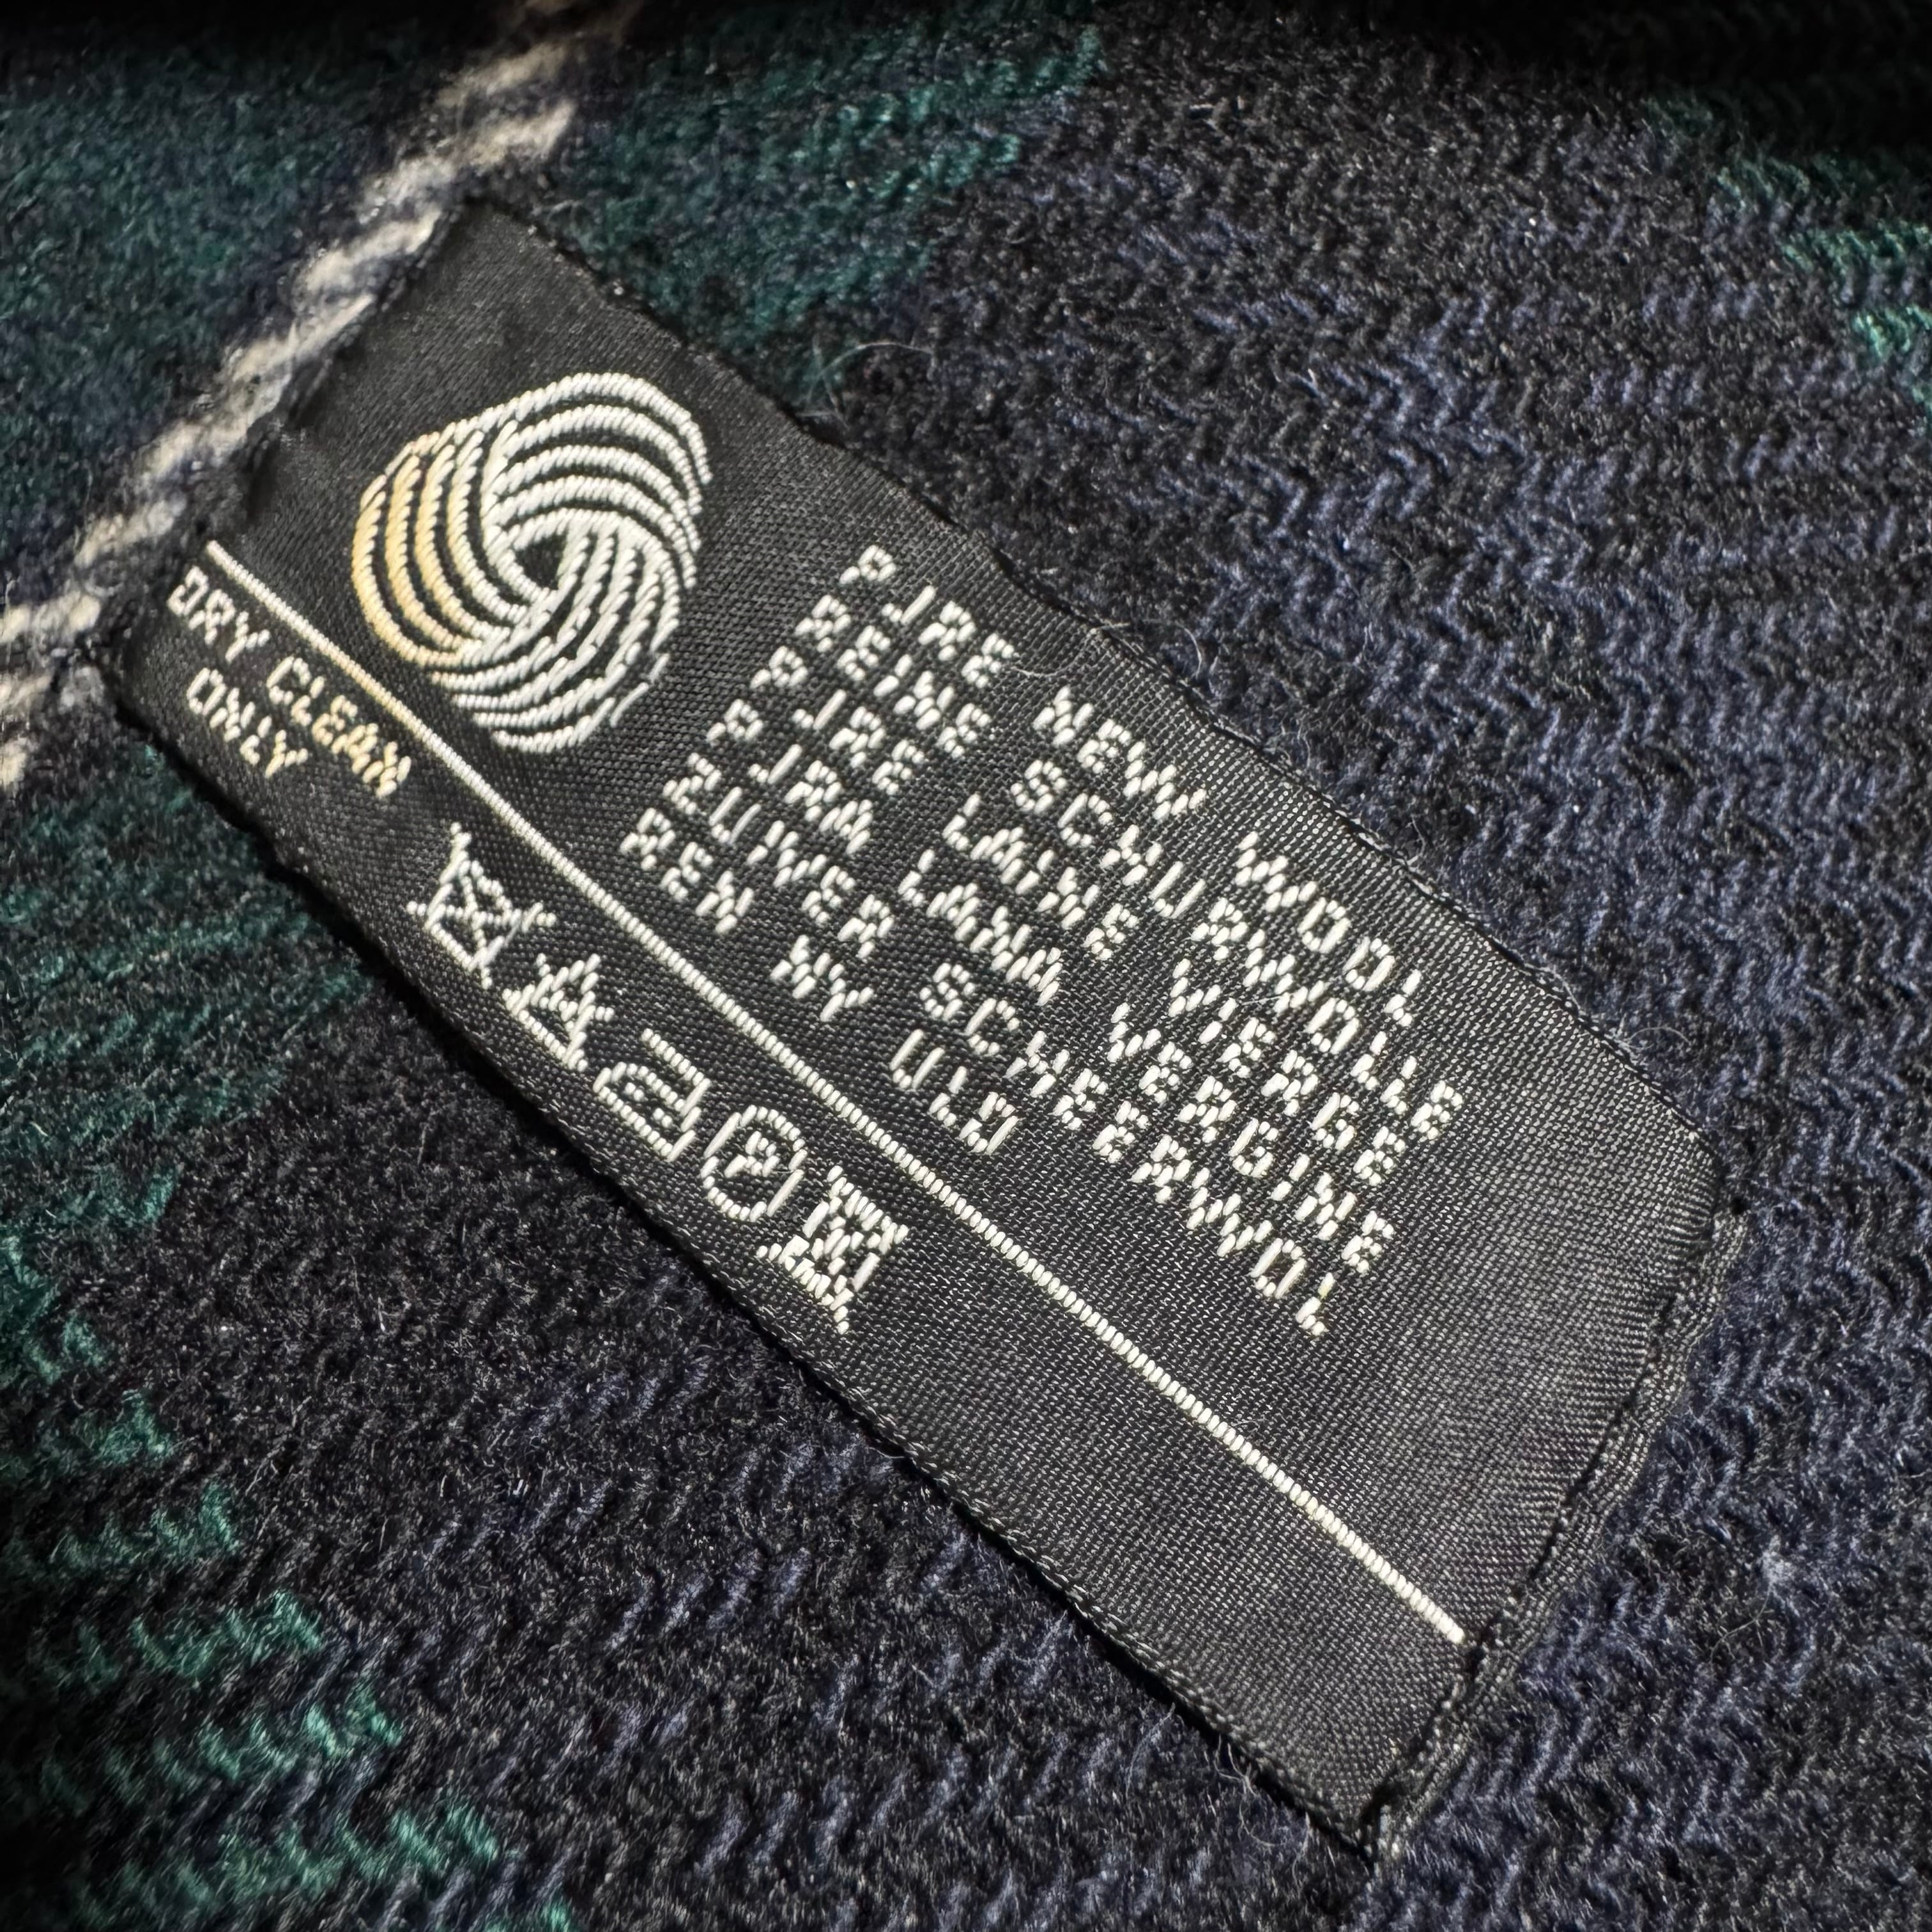 PURE NEW WOOL
REINE SCHURWOLLE
PURE LAINE VIERGE
PURA LANA VERGINE
ZUIVER SCHEERWOL
REN NY ULD
DRY CLEAN
ONLY
P